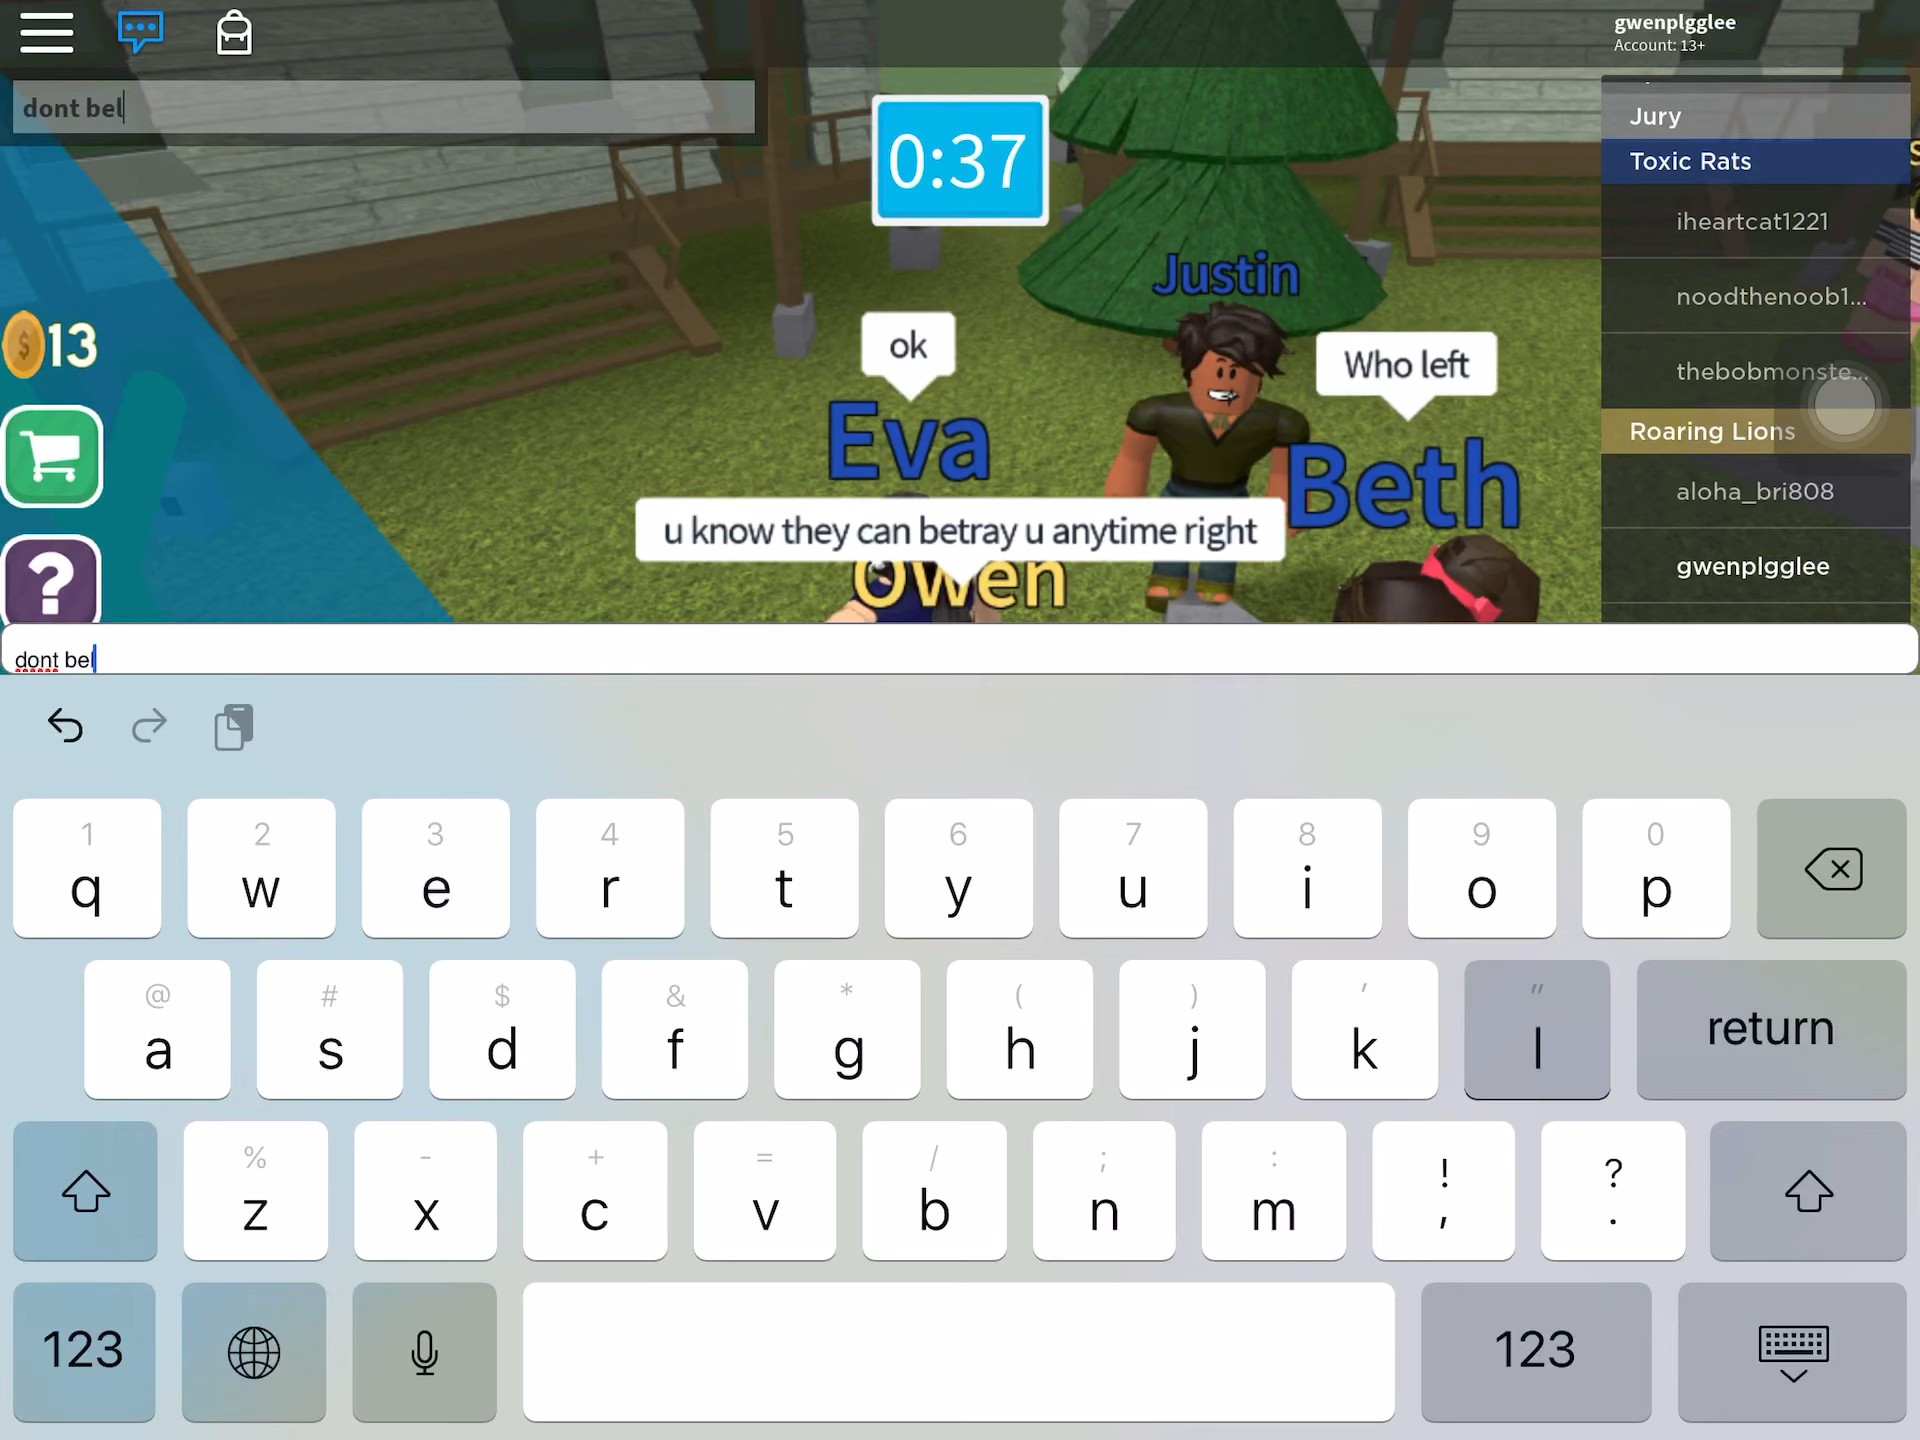 gwenplgglee
Account: 13+
dont bel
0:37
Jury
Toxic Rats
iheartcat1221
noodthenoob1...
thebobmonste...
Roaring Lions
aloha_bri808
gwenplgglee
13
Justin
ok
Who left
Eva
Beth
u know they can betray u anytime right
Owen
?
dont bel
1 2 3 4 5 6 7 8 9 0
q w e r t y u i o p
@ # $ & * ( ) ' "
a s d f g h j k l return
% - + = / ; : ! ?
z x c v b n m , .
123 123